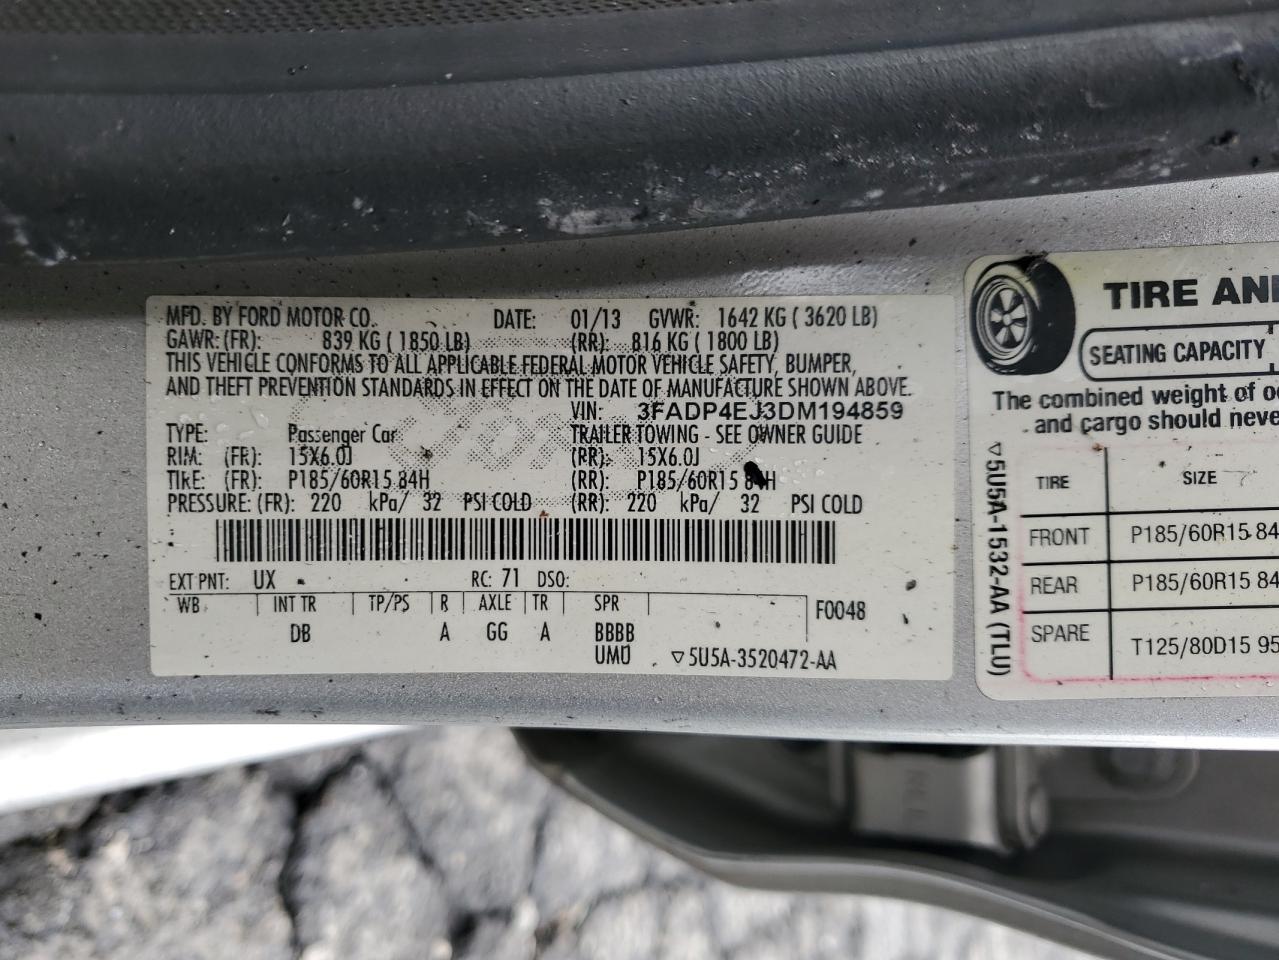 MFD. BY FORD MOTOR CO. DATE: 01/13 GVWR: 1642 KG ( 3620 LB)
GAWR: (FR): 839 KG ( 1850 LB) (RR): 816 KG ( 1800 LB)
THIS VEHICLE CONFORMS TO ALL APPLICABLE FEDERAL MOTOR VEHICLE SAFETY, BUMPER,
AND THEFT PREVENTION STANDARDS IN EFFECT ON THE DATE OF MANUFACTURE SHOWN ABOVE.
VIN: 3FADP4EJ3DM194859
TYPE: Passenger Car TRAILER TOWING - SEE OWNER GUIDE
RIM: (FR): 15X6.0J (RR): 15X6.0J
TIRE: (FR): P185/60R15 84H (RR): P185/60R15 84H
PRESSURE: (FR): 220 kPa/ 32 PSI COLD (RR): 220 kPa/ 32 PSI COLD
EXT PNT: UX RC: 71 DSO:
WB INT TR TP/PS R AXLE TR SPR F0048
DB A GG A BBBB
UMU ▽5U5A-3520472-AA
TIRE AND
SEATING CAPACITY
The combined weight of
and cargo should never
▽5U5A-1532-AA (TLU)
TIRE SIZE
FRONT P185/60R15 84
REAR P185/60R15 84
SPARE T125/80D15 95